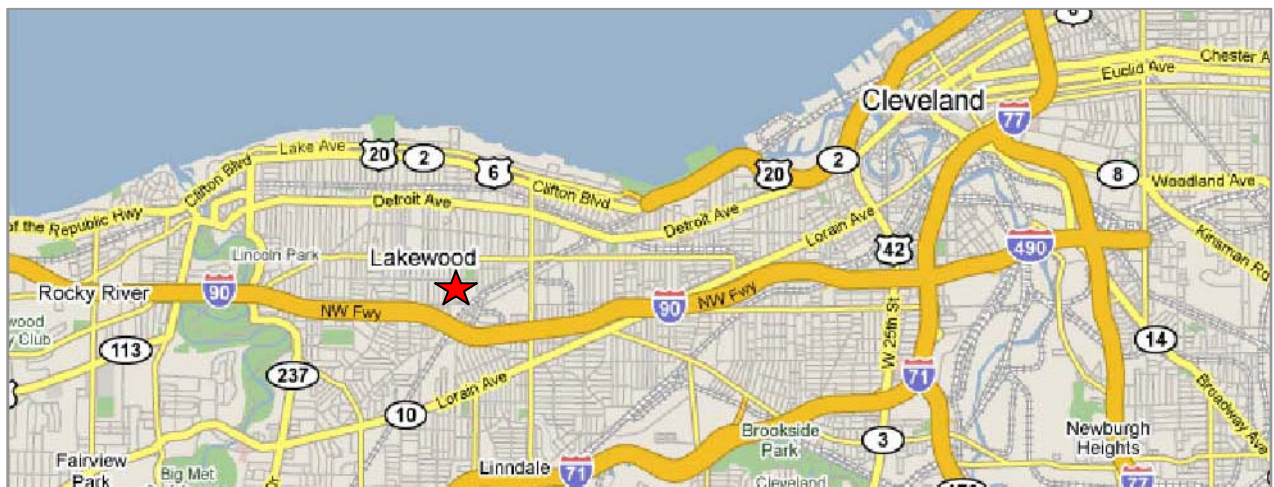 6
Chester A
Euclid Ave
Cleveland
77
Lake Ave
20
2
6
Clifton Blvd
Clifton Blvd
20
2
8
Woodland Ave
Detroit Ave
of the Republic Hwy
Detroit Ave
Lorain Ave
Kinsman Rd
Lincoln Park
Lakewood
42
490
Rocky River
90
NW Fwy
90
NW Fwy
wood
y Club
113
W 25th St
14
237
71
Lorain Ave
10
Broadway Ave
Brookside
Park
3
Newburgh
Heights
Fairview
Park
Big Met
Linndale
71
Cleveland
77